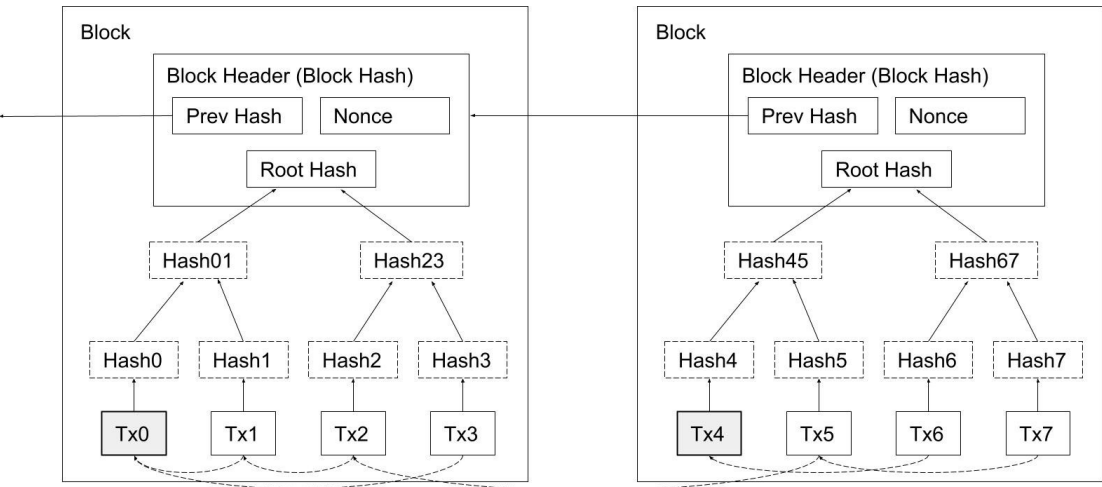 Block
Block Header (Block Hash)
Prev Hash
Nonce
Root Hash
Hash01
Hash23
Hash0
Hash1
Hash2
Hash3
Tx0
Tx1
Tx2
Tx3
Block
Block Header (Block Hash)
Prev Hash
Nonce
Root Hash
Hash45
Hash67
Hash4
Hash5
Hash6
Hash7
Tx4
Tx5
Tx6
Tx7